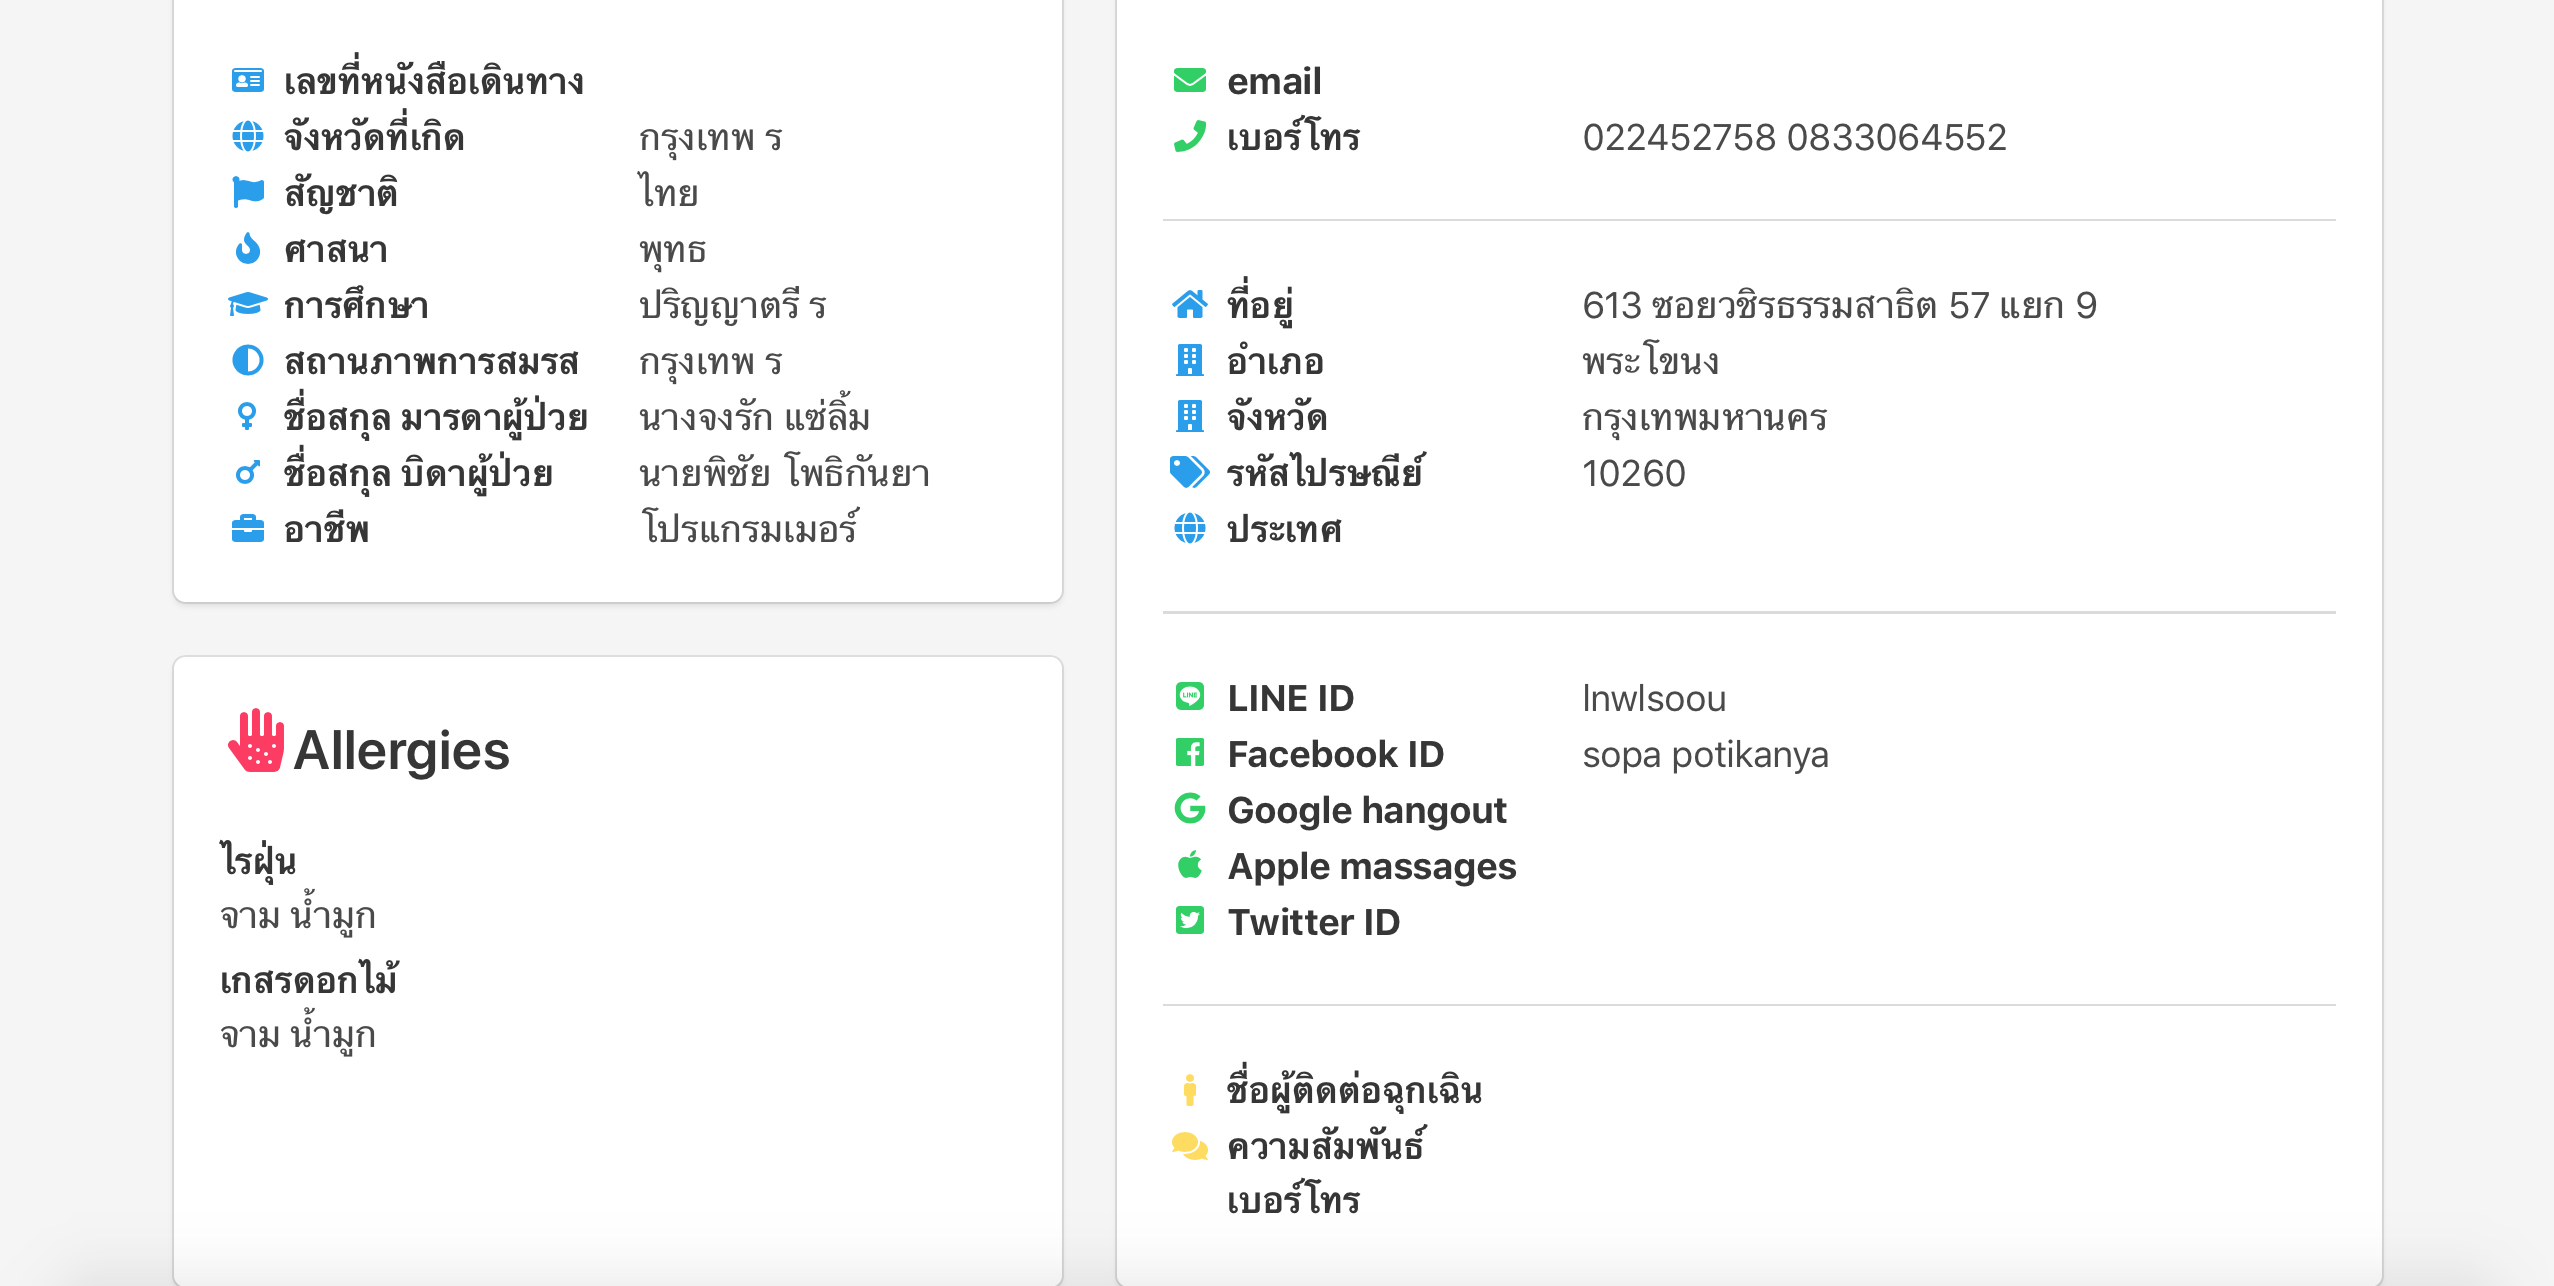 เลขที่หนังสือเดินทาง
จังหวัดที่เกิด กรุงเทพ ร
สัญชาติ ไทย
ศาสนา พุทธ
การศึกษา ปริญญาตรี ร
สถานภาพการสมรส กรุงเทพ ร
ชื่อสกุล มารดาผู้ป่วย นางจงรัก แซ่ลิ้ม
ชื่อสกุล บิดาผู้ป่วย นายพิชัย โพธิกันยา
อาชีพ โปรแกรมเมอร์
Allergies
ไรฝุ่น
จาม น้ำมูก
เกสรดอกไม้
จาม น้ำมูก
email
เบอร์โทร 022452758 0833064552
ที่อยู่ 613 ซอยวชิรธรรมสาธิต 57 แยก 9
อำเภอ พระโขนง
จังหวัด กรุงเทพมหานคร
รหัสไปรษณีย์ 10260
ประเทศ
LINE ID lnwlsoou
Facebook ID sopa potikanya
Google hangout
Apple massages
Twitter ID
ชื่อผู้ติดต่อฉุกเฉิน
ความสัมพันธ์
เบอร์โทร